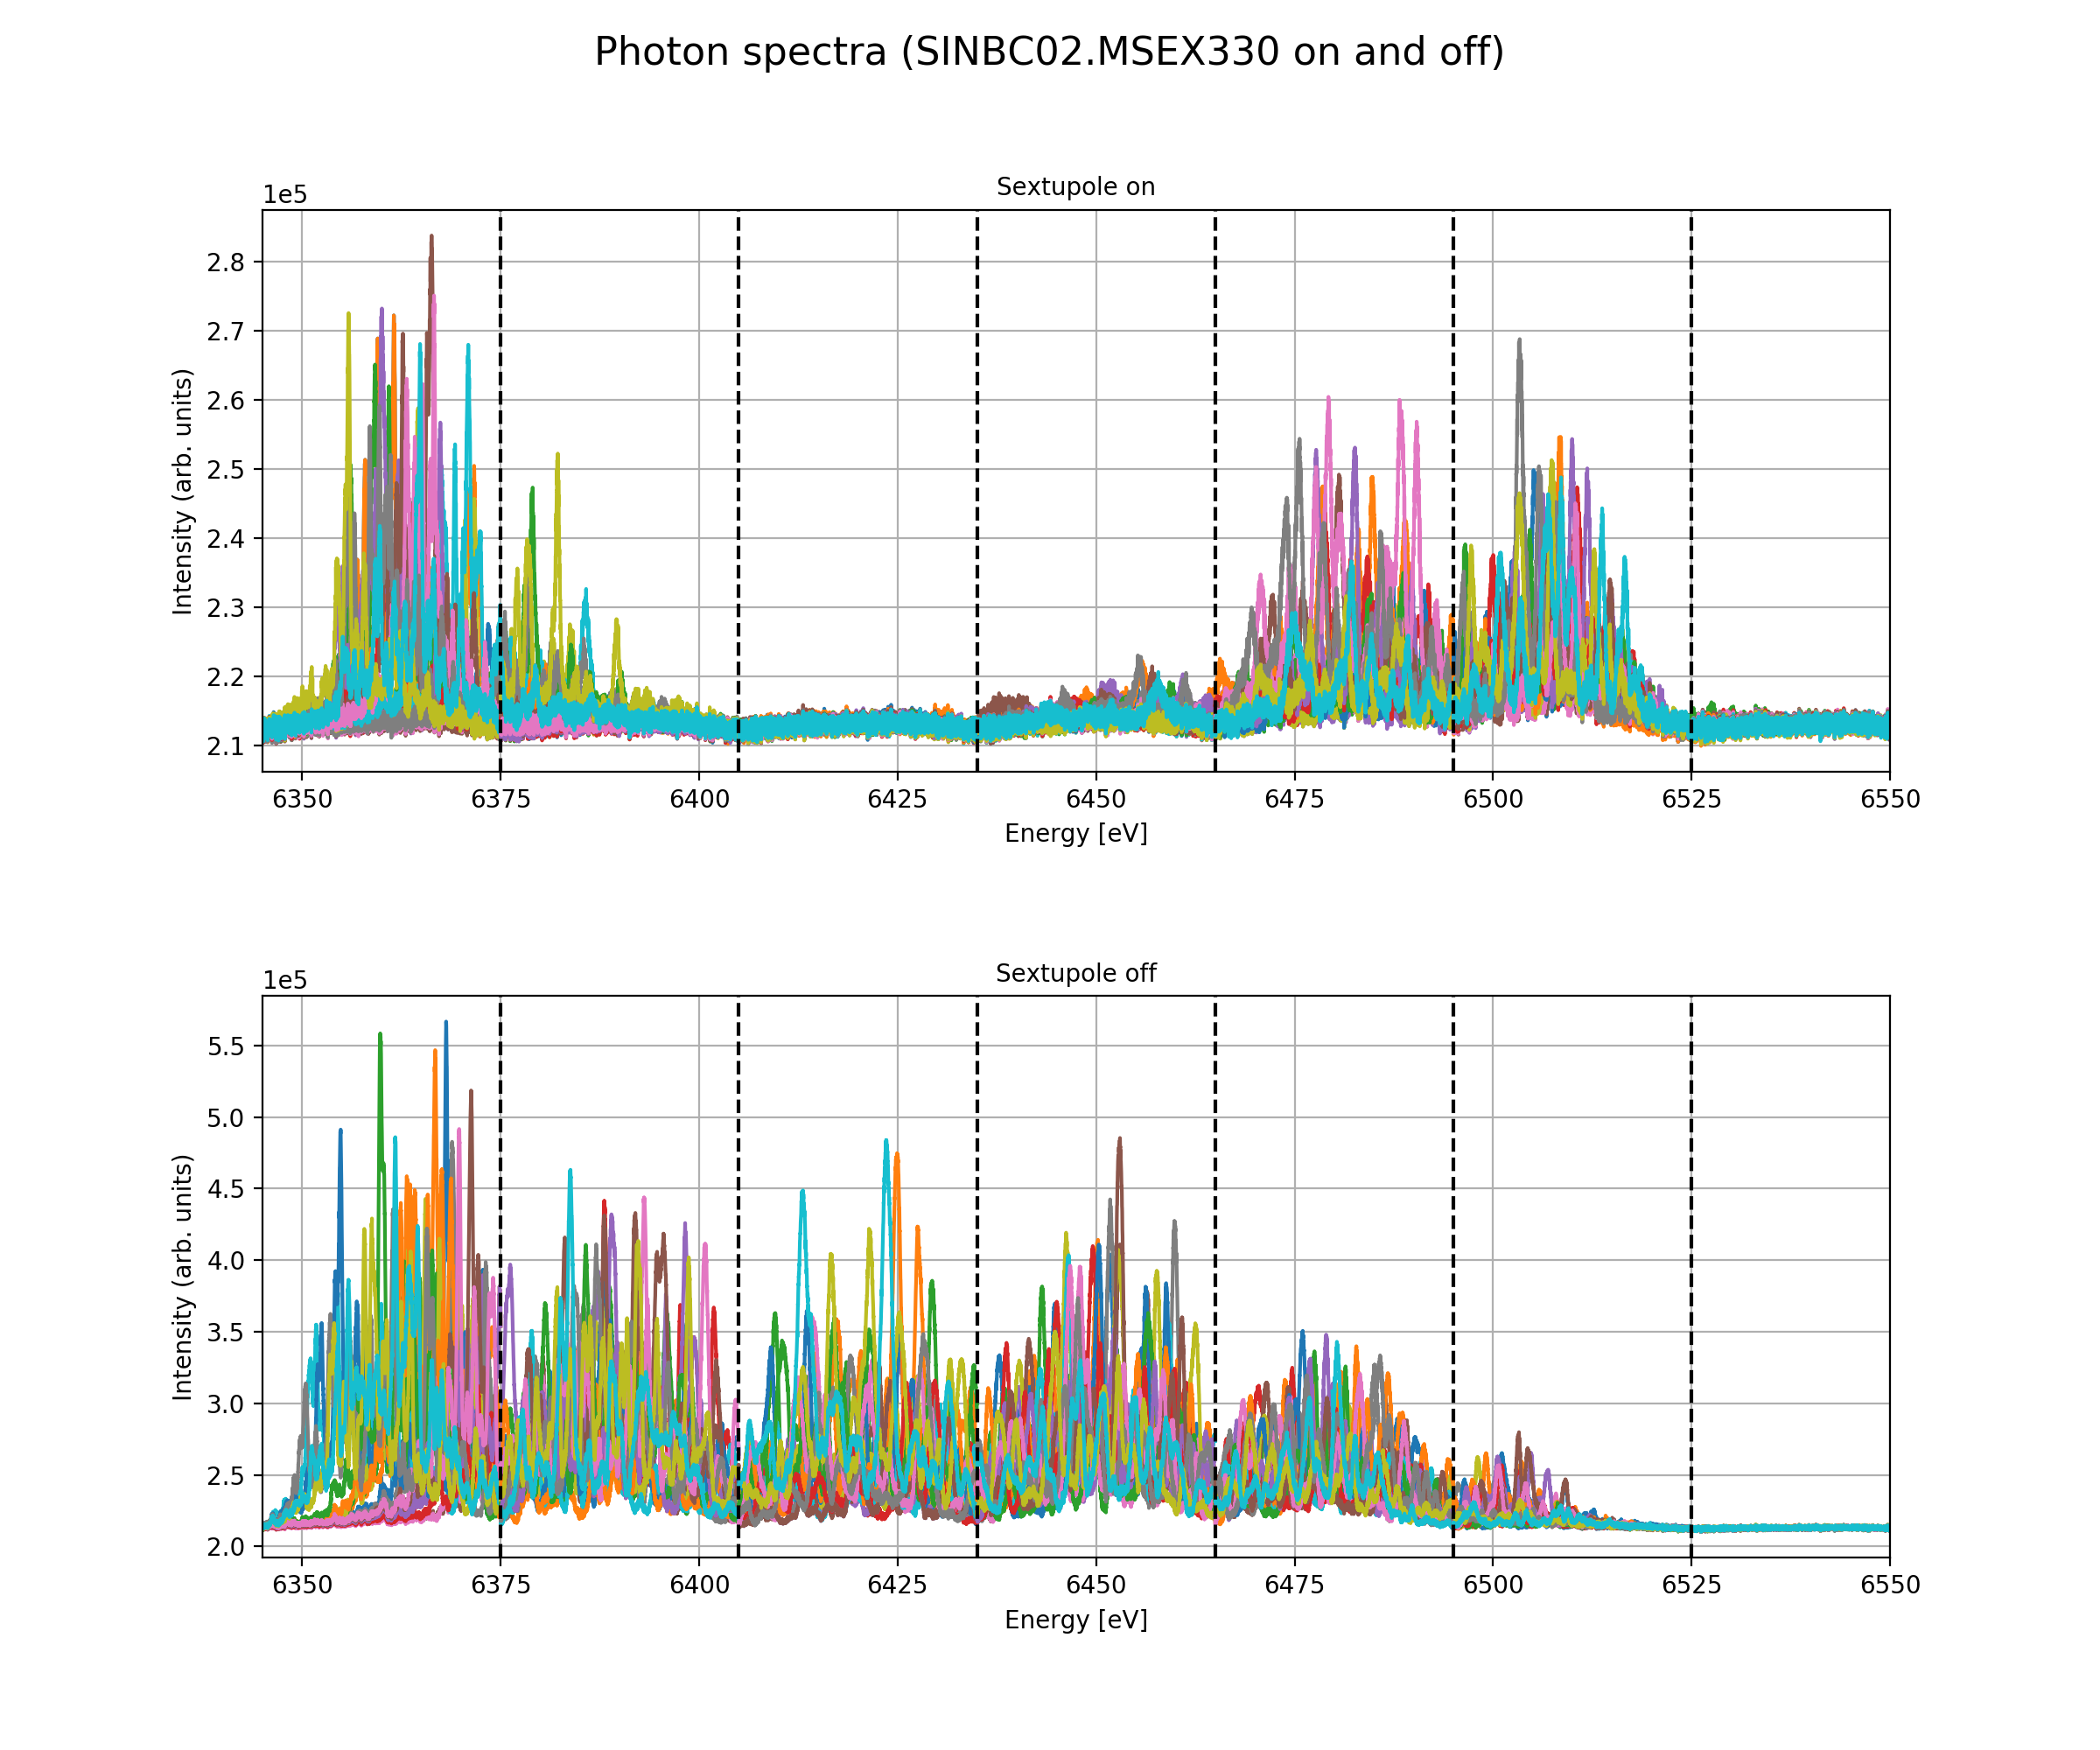 Photon spectra (SINBC02.MSEX330 on and off)
Sextupole on
1e5
2.8
2.7
2.6
2.5
2.4
2.3
2.2
2.1
Intensity (arb. units)
6350 6375 6400 6425 6450 6475 6500 6525 6550
Energy [eV]
Sextupole off
1e5
5.5
5.0
4.5
4.0
3.5
3.0
2.5
2.0
Intensity (arb. units)
6350 6375 6400 6425 6450 6475 6500 6525 6550
Energy [eV]